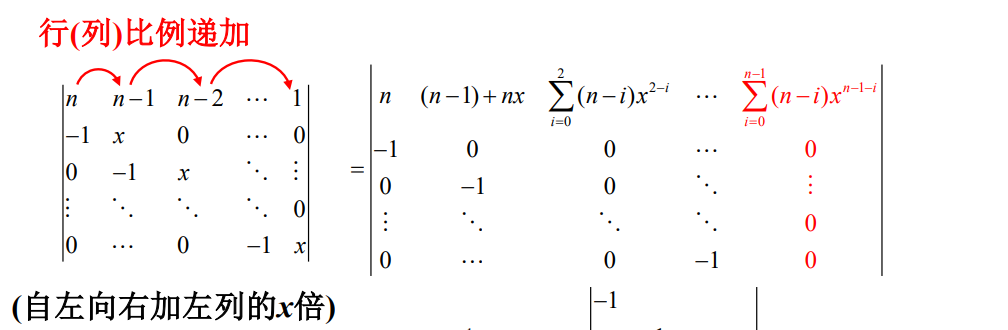 行(列)比例递加
n n−1 n−2 ⋯ 1
−1 x 0 ⋯ 0
0 −1 x ⋱ ⋮
⋮ ⋱ ⋱ ⋱ 0
0 ⋯ 0 −1 x
=
n (n−1)+nx ∑_{i=0}^{2}(n−i)x^{2−i} ⋯ ∑_{i=0}^{n−1}(n−i)x^{n−1−i}
−1 0 0 ⋯ 0
0 −1 0 ⋱ ⋮
⋮ ⋱ ⋱ ⋱ 0
0 ⋯ 0 −1 0
(自左向右加左列的x倍)
−1